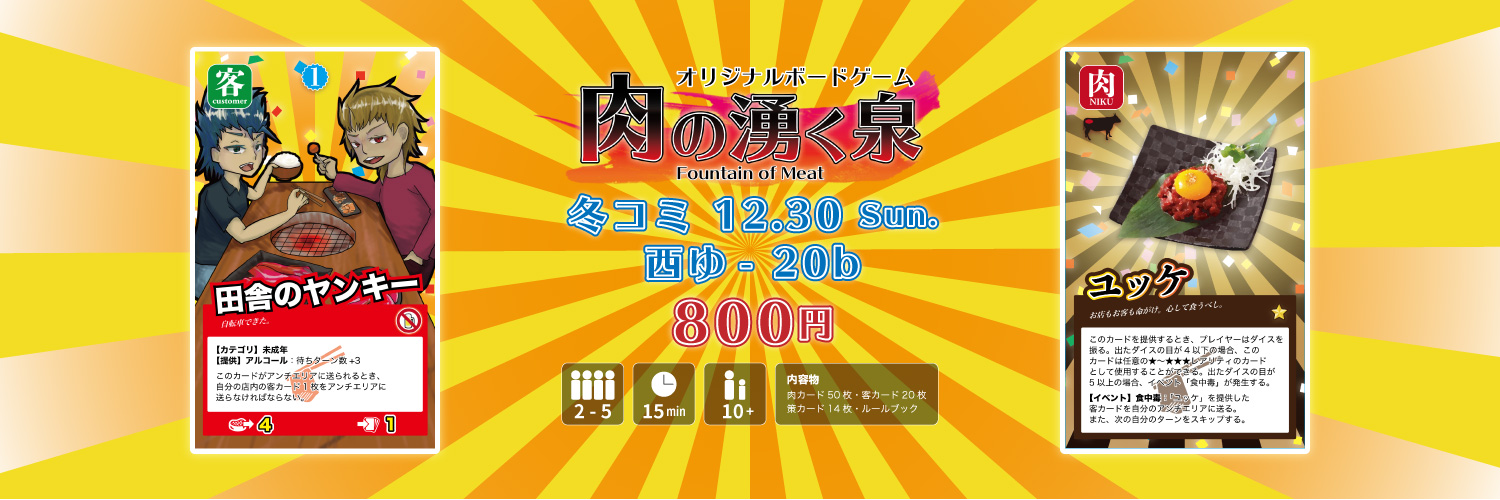 客
customer
1
田舎のヤンキー
自転車できた。
【カテゴリ】未成年
【提供】アルコール：待ちターン数+3
このカードがアンチエリアに送られるとき、
自分の店内の客カード1枚をアンチエリアに
送らなければならない。
4
1
オリジナルボードゲーム
肉の湧く泉
Fountain of Meat
冬コミ 12.30 Sun.
西ゆ - 20b
800円
2 - 5
15min
10+
内容物
肉カード50枚・客カード20枚
策カード14枚・ルールブック
肉
NIKU
ユッケ
お店もお客も命がけ。心して食うべし。
このカードを提供するとき、プレイヤーはダイスを
振る。出たダイスの目が4以下の場合、この
カードは任意の★～★★★レアリティのカード
として使用することができる。出たダイスの目が
5以上の場合、イベント「食中毒」が発生する。
【イベント】食中毒：「ユッケ」を提供した
客カードを自分のアンチエリアに送る。
また、次の自分のターンをスキップする。